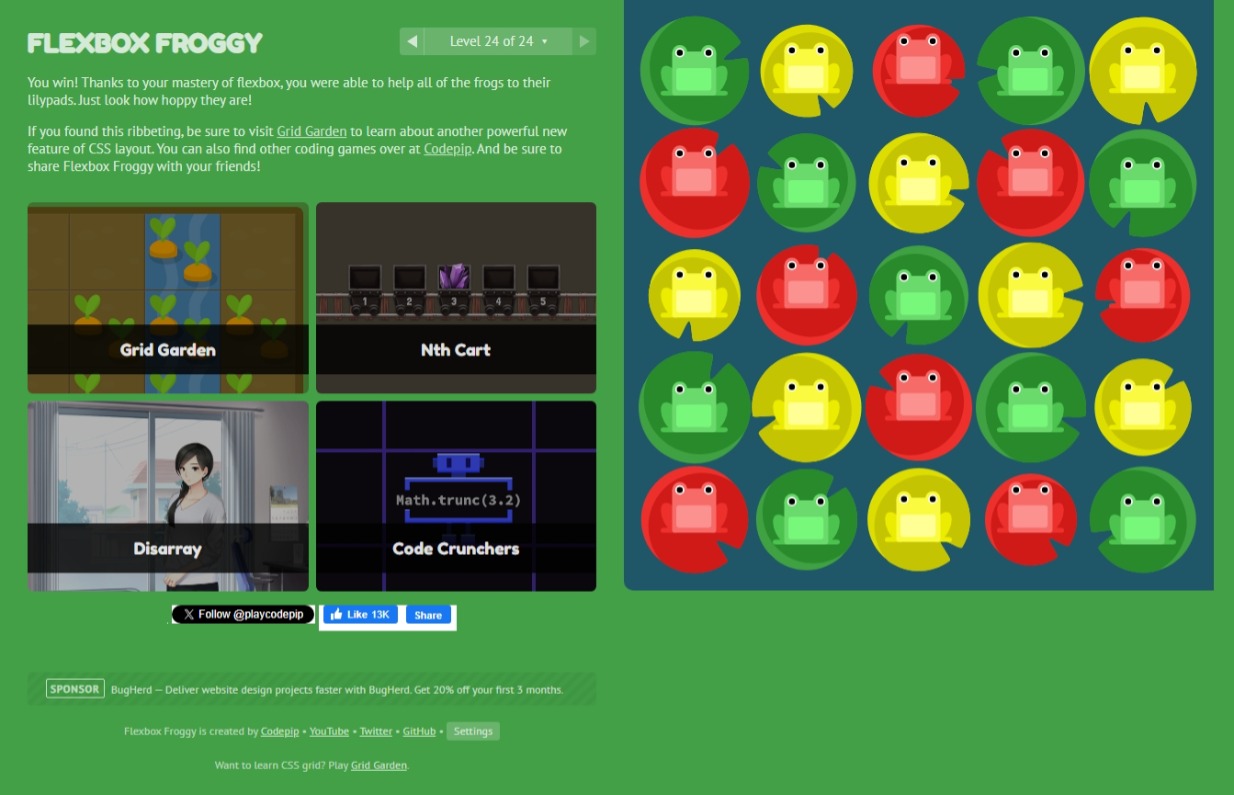 FLEXBOX FROGGY
◀ Level 24 of 24 ▾ ▶
You win! Thanks to your mastery of flexbox, you were able to help all of the frogs to their
lilypads. Just look how hoppy they are!
If you found this ribbeting, be sure to visit Grid Garden to learn about another powerful new
feature of CSS layout. You can also find other coding games over at Codepip. And be sure to
share Flexbox Froggy with your friends!
1 2 3 4 5
Grid Garden
Nth Cart
Math.trunc(3.2)
Disarray
Code Crunchers
X Follow @playcodepip
Like 13K
Share
SPONSOR BugHerd — Deliver website design projects faster with BugHerd. Get 20% off your first 3 months.
Flexbox Froggy is created by Codepip • YouTube • Twitter • GitHub • Settings
Want to learn CSS grid? Play Grid Garden.